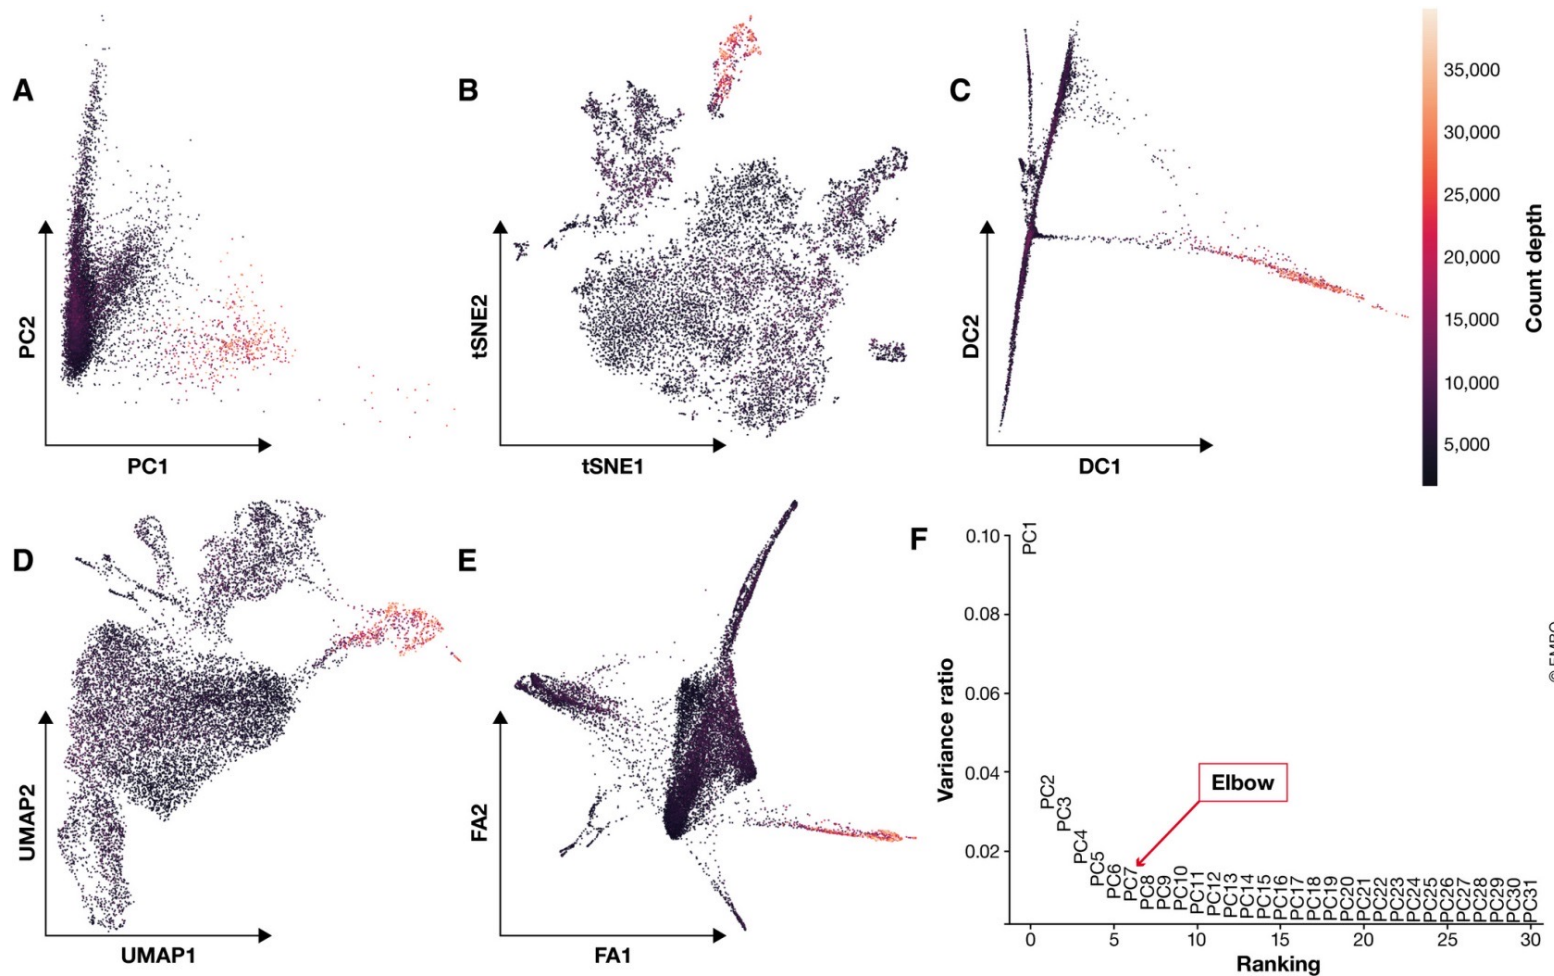 A
PC2
PC1
B
tSNE2
tSNE1
C
DC2
DC1
35,000
30,000
25,000
20,000
15,000
10,000
5,000
Count depth
D
UMAP2
UMAP1
E
FA2
FA1
F
Variance ratio
0.10
0.08
0.06
0.04
0.02
PC1
PC2
PC3
PC4
PC5
PC6
PC7
PC8
PC9
PC10
PC11
PC12
PC13
PC14
PC15
PC16
PC17
PC18
PC19
PC20
PC21
PC22
PC23
PC24
PC25
PC26
PC27
PC28
PC29
PC30
PC31
Elbow
0 5 10 15 20 25 30
Ranking
© EMBO